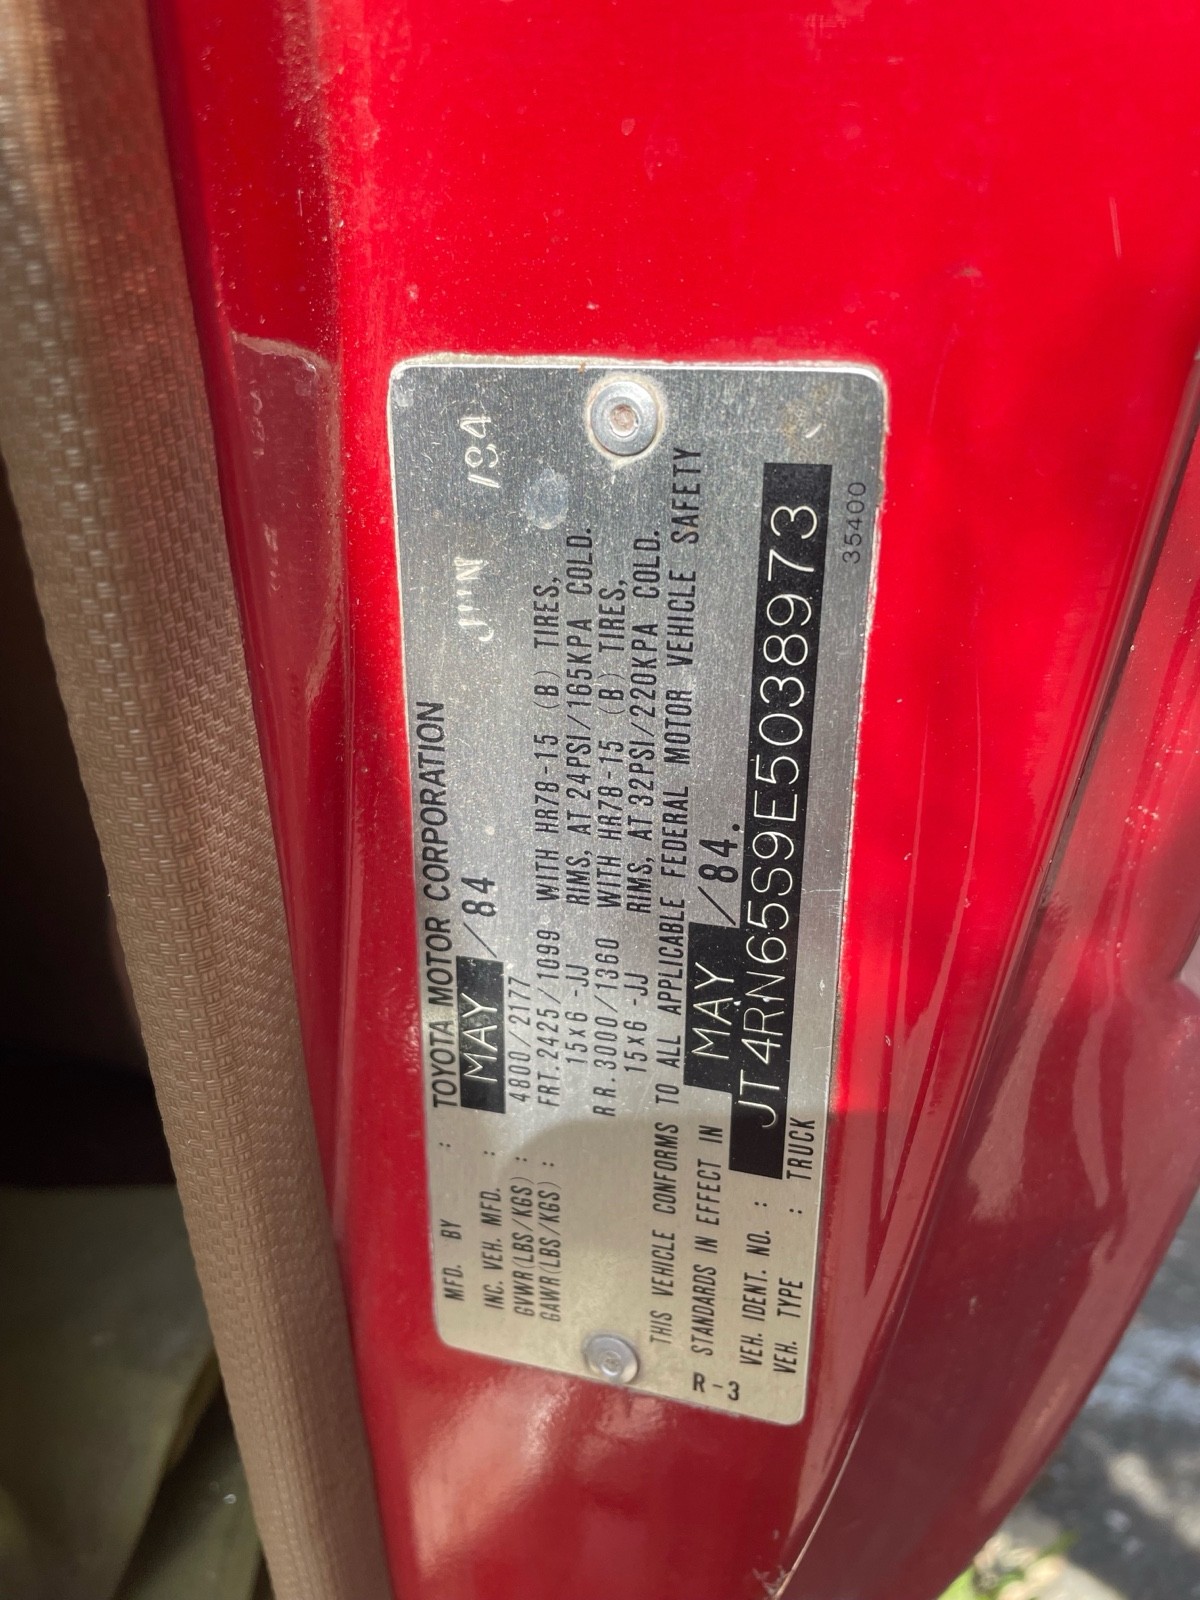 MFD. BY : TOYOTA MOTOR CORPORATION
MAY /84 /84
INC. VEH. MFD. :
GVWR(LBS/KGS) : 4800/2177
GAWR(LBS/KGS) : FRT. 2425/1099 WITH HR78-15 (B) TIRES,
15x6-JJ RIMS, AT 24PSI/165KPA COLD.
RR. 3000/1360 WITH HR78-15 (B) TIRES,
15x6-JJ RIMS, AT 32PSI/220KPA COLD.
THIS VEHICLE CONFORMS TO ALL APPLICABLE FEDERAL MOTOR VEHICLE SAFETY
STANDARDS IN EFFECT IN MAY /84.
VEH. IDENT. NO. : JT4RN65S9E5038973
VEH. TYPE : TRUCK
R-3
35400